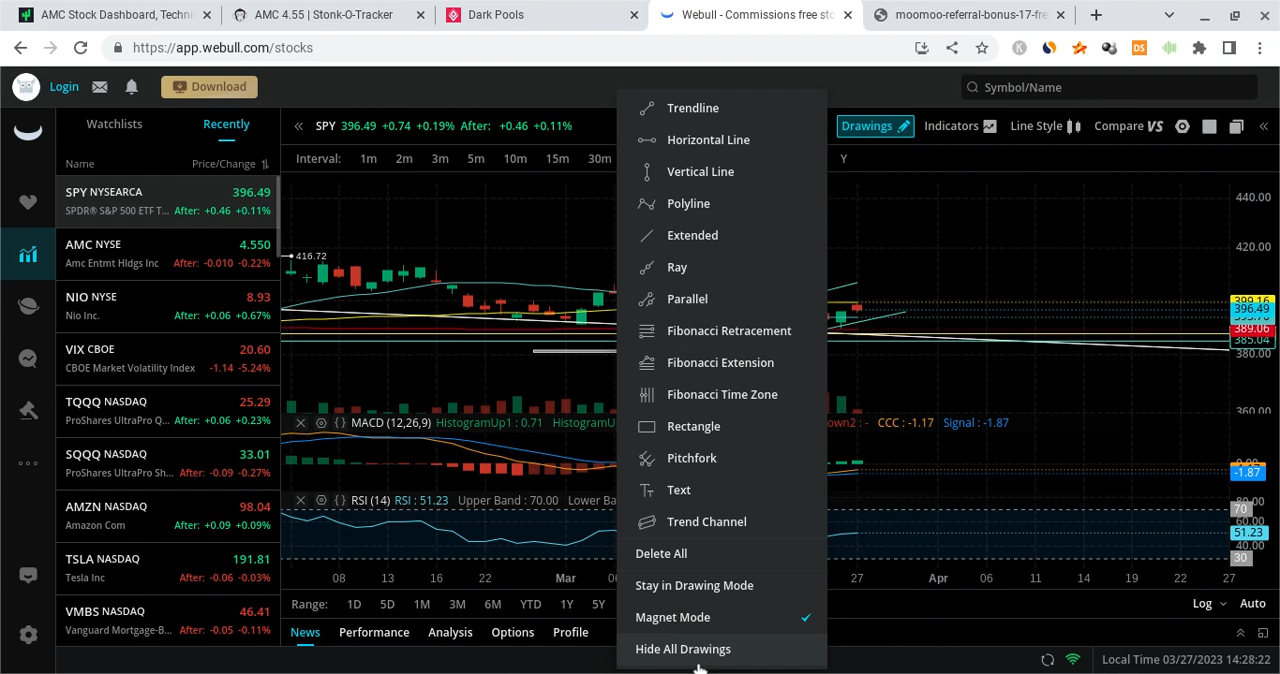 AMC Stock Dashboard, Techni
AMC 4.55 | Stonk-O-Tracker
Dark Pools
Webull - Commissions free sto
moomoo-referral-bonus-17-fre
https://app.webull.com/stocks
Login
Download
Symbol/Name
Watchlists
Recently
Name
Price/Change
SPY NYSEARCA 396.49
SPDR® S&P 500 ETF T... After: +0.46 +0.11%
AMC NYSE 4.550
Amc Entmt Hldgs Inc After: -0.010 -0.22%
NIO NYSE 8.93
Nio Inc. After: +0.06 +0.67%
VIX CBOE 20.60
CBOE Market Volatility Index -1.14 -5.24%
TQQQ NASDAQ 25.29
ProShares UltraPro Q... After: +0.06 +0.23%
SQQQ NASDAQ 33.01
ProShares UltraPro Sh... After: -0.09 -0.27%
AMZN NASDAQ 98.04
Amazon Com After: +0.09 +0.09%
TSLA NASDAQ 191.81
Tesla Inc After: -0.06 -0.03%
VMBS NASDAQ 46.41
Vanguard Mortgage-B... After: -0.05 -0.11%
SPY 396.49 +0.74 +0.19% After: +0.46 +0.11%
Drawings
Indicators
Line Style
Compare VS
Interval: 1m 2m 3m 5m 10m 15m 30m
Y
416.72
Trendline
Horizontal Line
Vertical Line
Polyline
Extended
Ray
Parallel
Fibonacci Retracement
Fibonacci Extension
Fibonacci Time Zone
Rectangle
Pitchfork
Text
Trend Channel
Delete All
Stay in Drawing Mode
Magnet Mode
Hide All Drawings
440.00
420.00
399.16
396.49
389.06
385.04
380.00
360.00
MACD (12,26,9) HistogramUp1 : 0.71 HistogramU
own2 : - CCC : -1.17 Signal : -1.87
0.00
-1.87
RSI (14) RSI : 51.23 Upper Band : 70.00 Lower Ba
80.00
70
60.00
51.23
40.00
30
08 13 16 22 Mar 27 Apr 06 11 14 19 22 27
Range: 1D 5D 1M 3M 6M YTD 1Y 5Y
Log
Auto
News Performance Analysis Options Profile
Local Time 03/27/2023 14:28:22